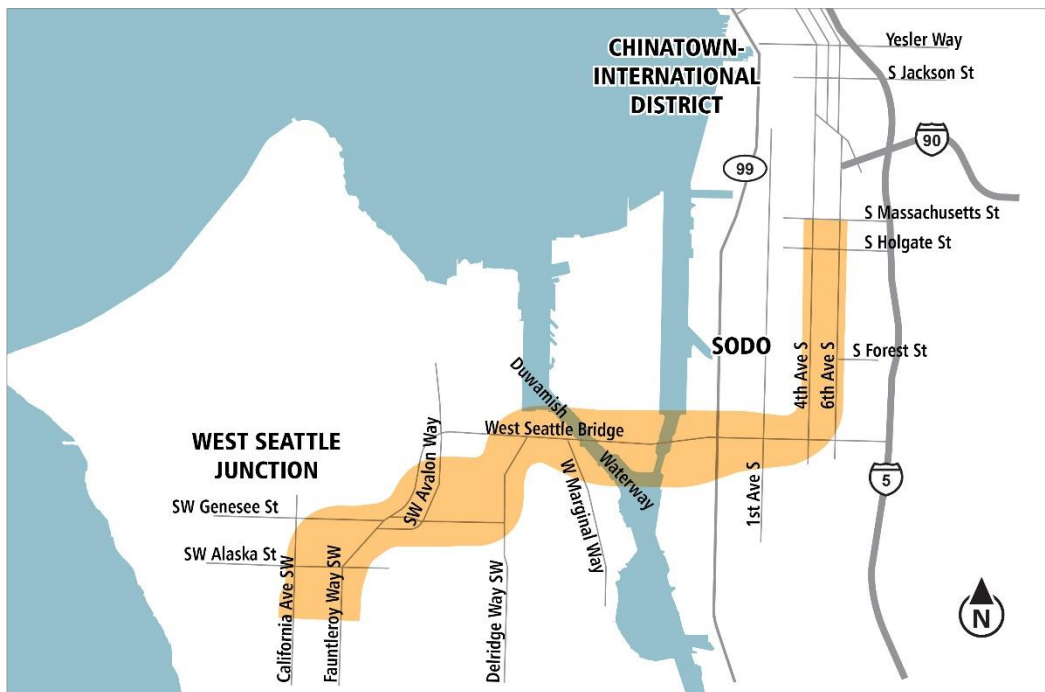 CHINATOWN-
INTERNATIONAL
DISTRICT
Yesler Way
S Jackson St
90
99
S Massachusetts St
S Holgate St
SODO
S Forest St
4th Ave S
6th Ave S
Duwamish
Waterway
West Seattle Bridge
WEST SEATTLE
JUNCTION
SW Avalon Way
1st Ave S
5
SW Genesee St
W Marginal Way
SW Alaska St
California Ave SW
Fauntleroy Way SW
Delridge Way SW
N